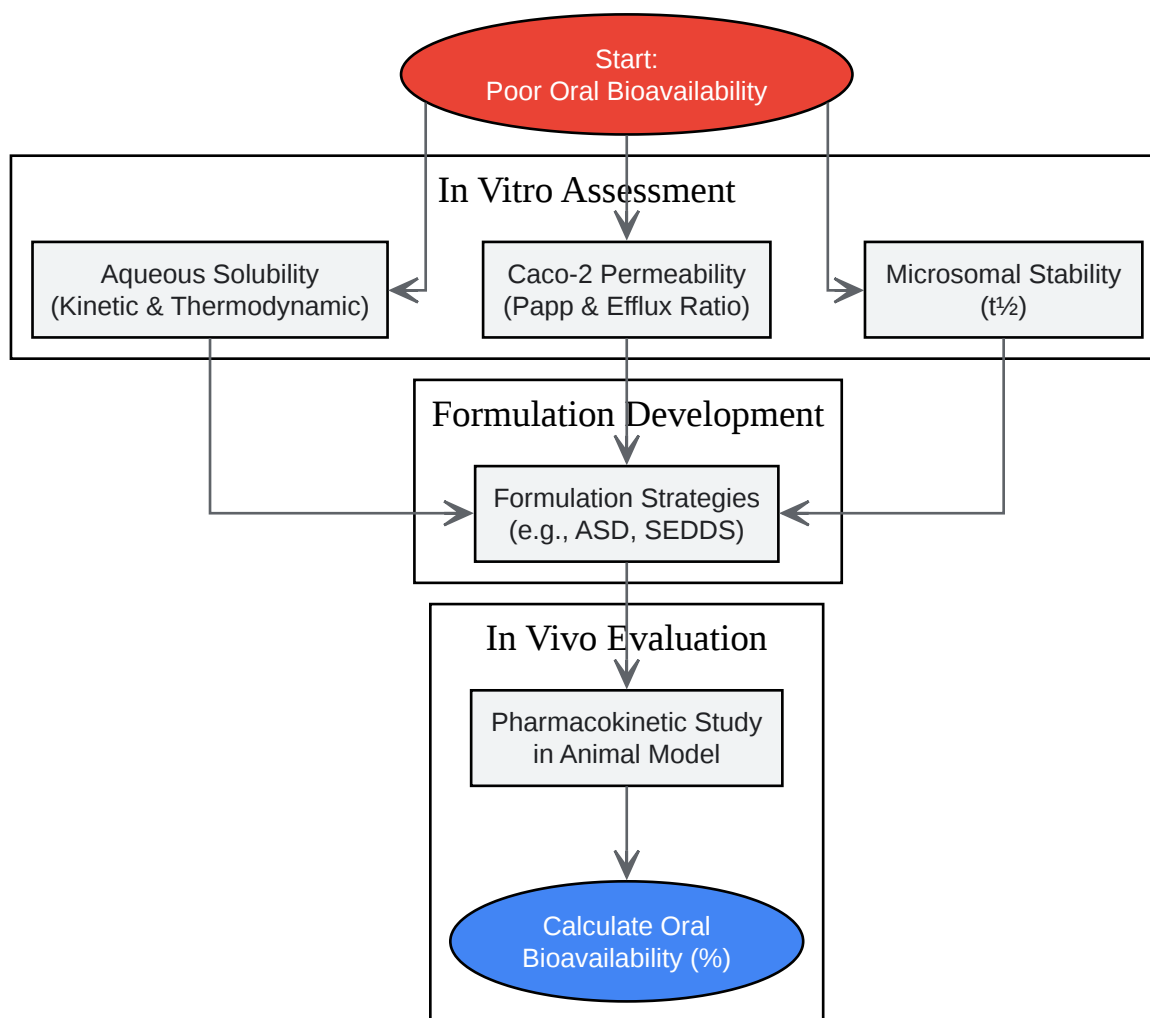 Start:
Poor Oral Bioavailability
In Vitro Assessment
Aqueous Solubility
(Kinetic & Thermodynamic)
Caco-2 Permeability
(Papp & Efflux Ratio)
Microsomal Stability
(t½)
Formulation Development
Formulation Strategies
(e.g., ASD, SEDDS)
In Vivo Evaluation
Pharmacokinetic Study
in Animal Model
Calculate Oral
Bioavailability (%)